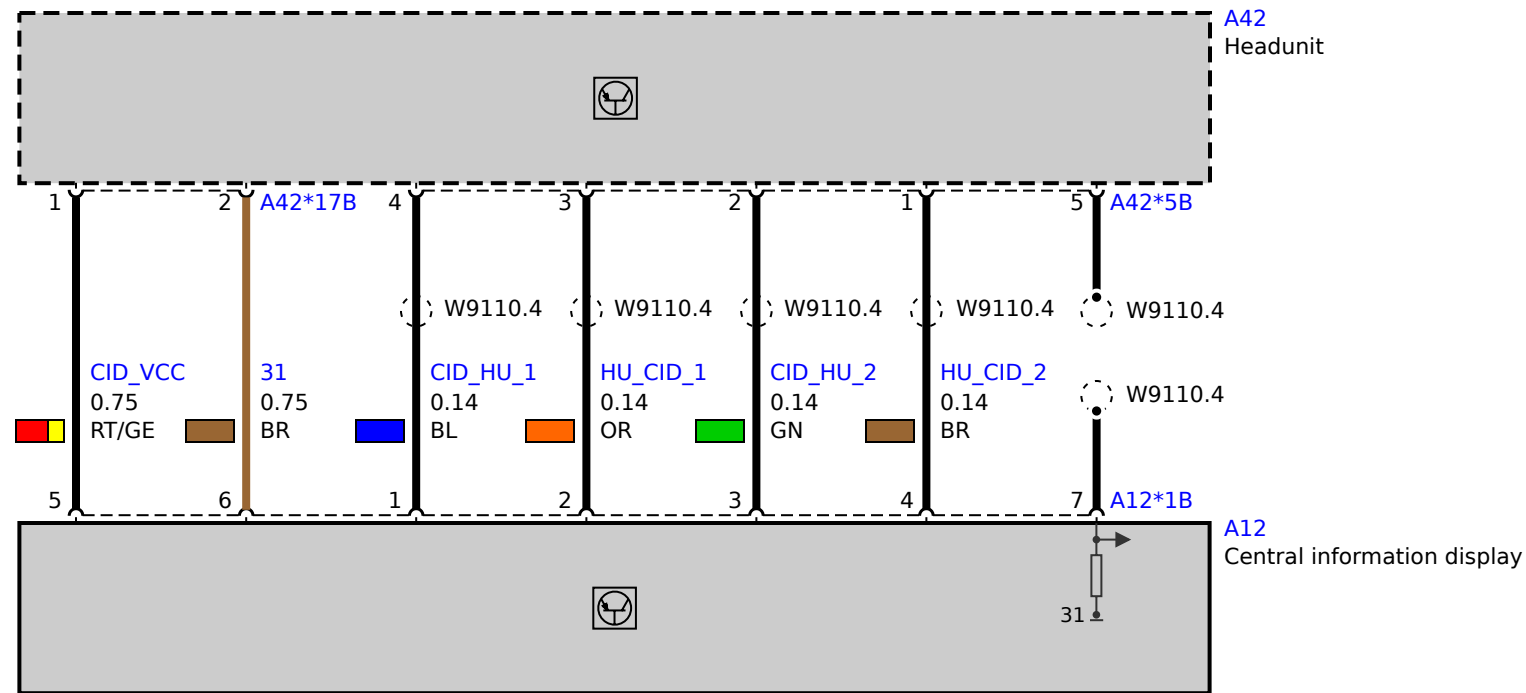 A42
Headunit
1
2
A42*17B
4
3
2
1
5
A42*5B
W9110.4
W9110.4
W9110.4
W9110.4
W9110.4
CID_VCC
0.75
RT/GE
31
0.75
BR
CID_HU_1
0.14
BL
HU_CID_1
0.14
OR
CID_HU_2
0.14
GN
HU_CID_2
0.14
BR
W9110.4
5
6
1
2
3
4
7
A12*1B
A12
Central information display
31